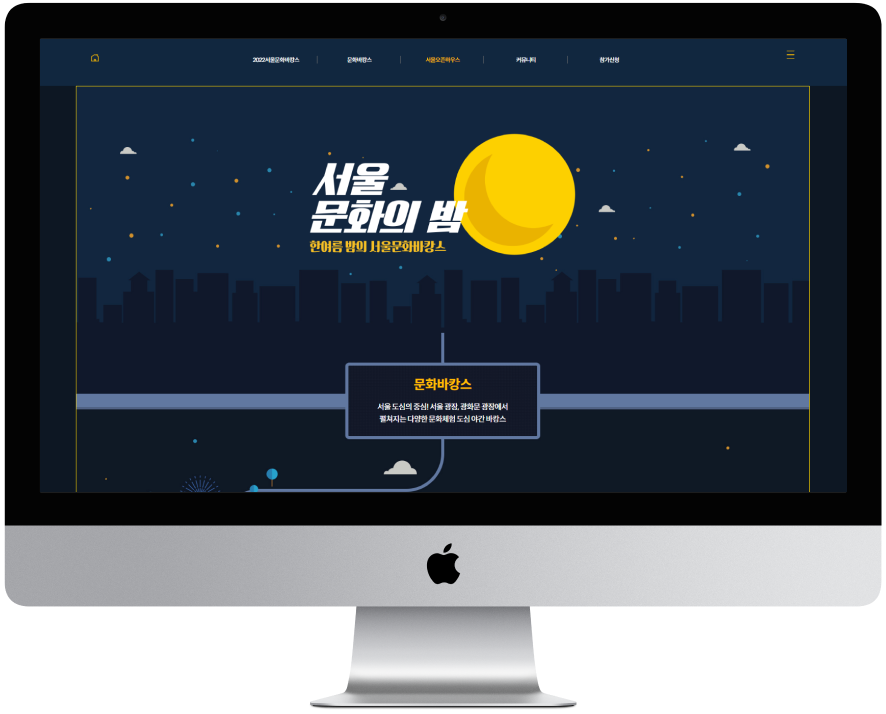 2022서울문화바캉스
문화바캉스
서울오픈하우스
커뮤니티
참가신청
서울
문화의 밤
한여름 밤의 서울문화바캉스
문화바캉스
서울 도심의 중심! 서울 광장, 광화문 광장에서
펼쳐지는 다양한 문화체험 도심 야간 바캉스